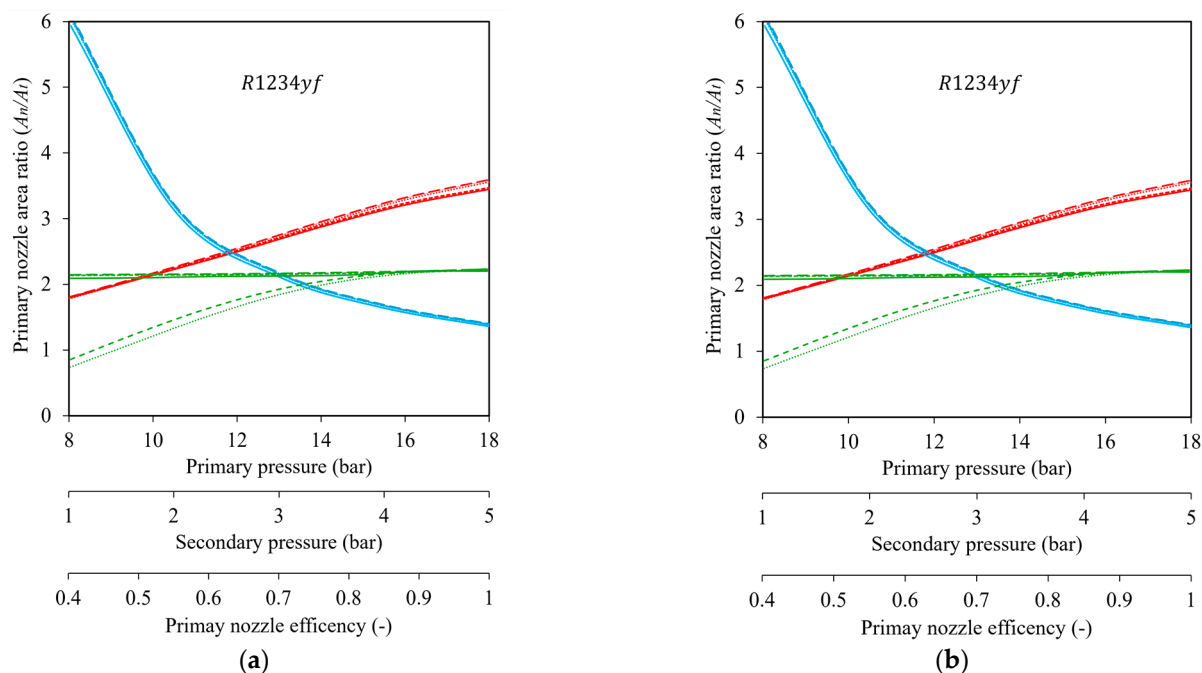 6
5
4
3
2
1
0
Primary nozzle area ratio (An/At)
R1234yf
8 10 12 14 16 18
Primary pressure (bar)
1 2 3 4 5
Secondary pressure (bar)
0.4 0.5 0.6 0.7 0.8 0.9 1
Primay nozzle efficency (-)
(a)
6
5
4
3
2
1
0
Primary nozzle area ratio (An/At)
R1234yf
8 10 12 14 16 18
Primary pressure (bar)
1 2 3 4 5
Secondary pressure (bar)
0.4 0.5 0.6 0.7 0.8 0.9 1
Primay nozzle efficency (-)
(b)